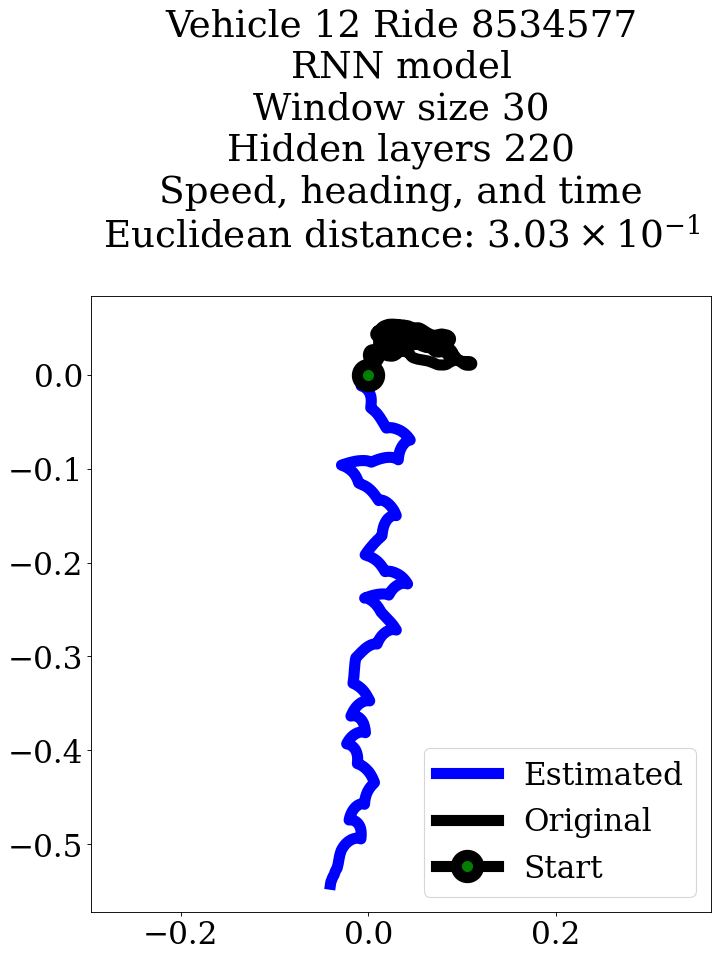 Vehicle 12 Ride 8534577
RNN model
Window size 30
Hidden layers 220
Speed, heading, and time
Euclidean distance: 3.03 × 10⁻¹
0.0
−0.1
−0.2
−0.3
−0.4
−0.5
Estimated
Original
Start
−0.2
0.0
0.2